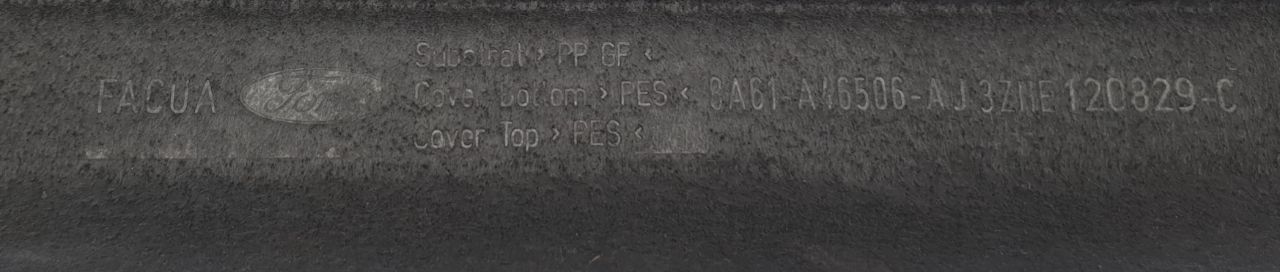 Substrat > PP GF <
FACUA Ford Cover Bottom > PES < 8A61-A46506-AJ 3ZHE 120829-C
Cover Top > PES <